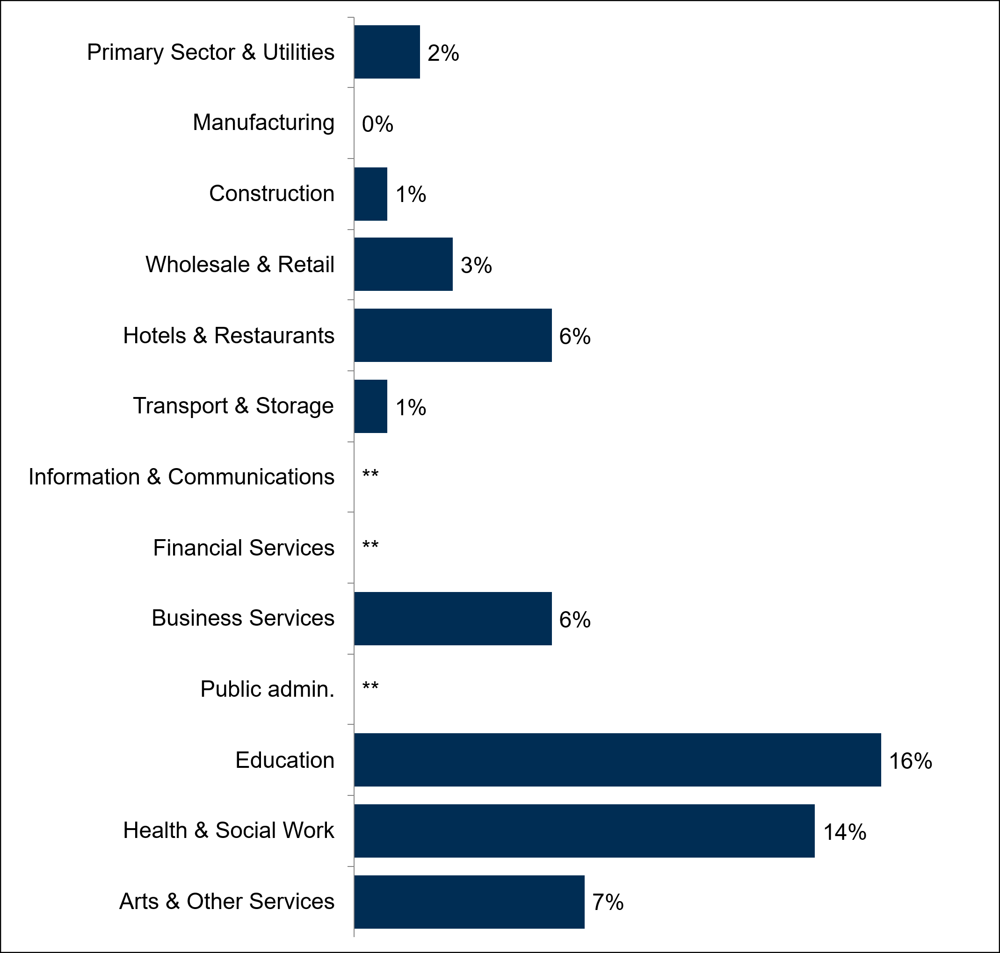 Primary Sector & Utilities 2%
Manufacturing 0%
Construction 1%
Wholesale & Retail 3%
Hotels & Restaurants 6%
Transport & Storage 1%
Information & Communications **
Financial Services **
Business Services 6%
Public admin. **
Education 16%
Health & Social Work 14%
Arts & Other Services 7%